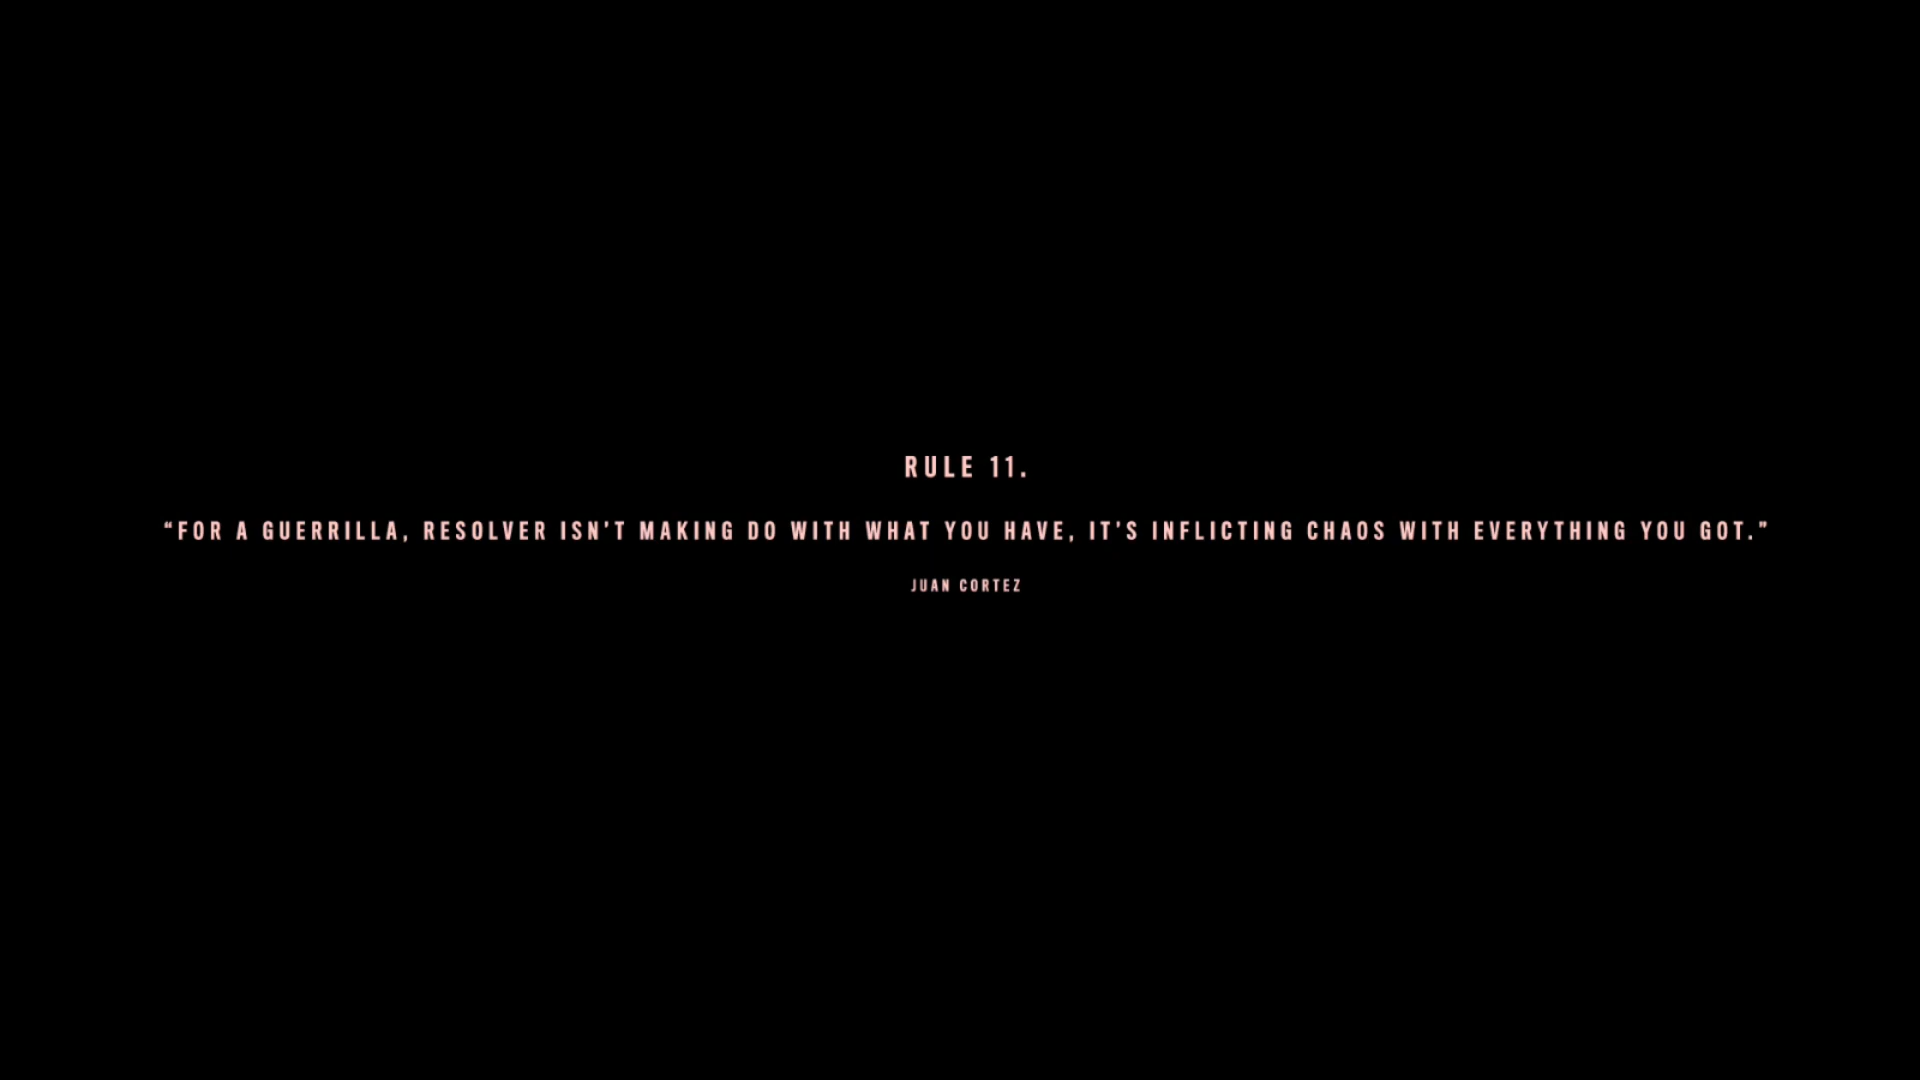 RULE 11.
“FOR A GUERRILLA, RESOLVER ISN’T MAKING DO WITH WHAT YOU HAVE, IT’S INFLICTING CHAOS WITH EVERYTHING YOU GOT.”
JUAN CORTEZ